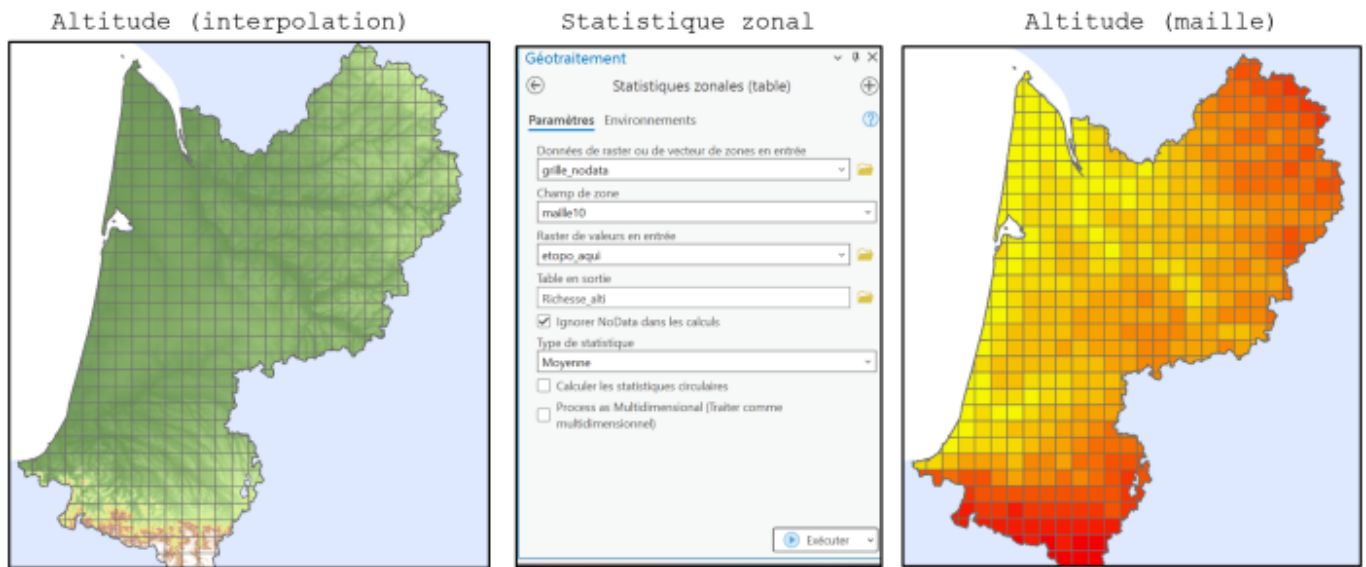 Altitude (interpolation)
Statistique zonal
Altitude (maille)
Géotraitement
Statistiques zonales (table)
Paramètres Environnements
Données de raster ou de vecteur de zones en entrée
grille_nodata
Champ de zone
maille10
Raster de valeurs en entrée
etopo_aqui
Table en sortie
Richesse_alti
Ignorer NoData dans les calculs
Type de statistique
Moyenne
Calculer les statistiques circulaires
Process as Multidimensional (Traiter comme
multidimensionnel)
Exécuter